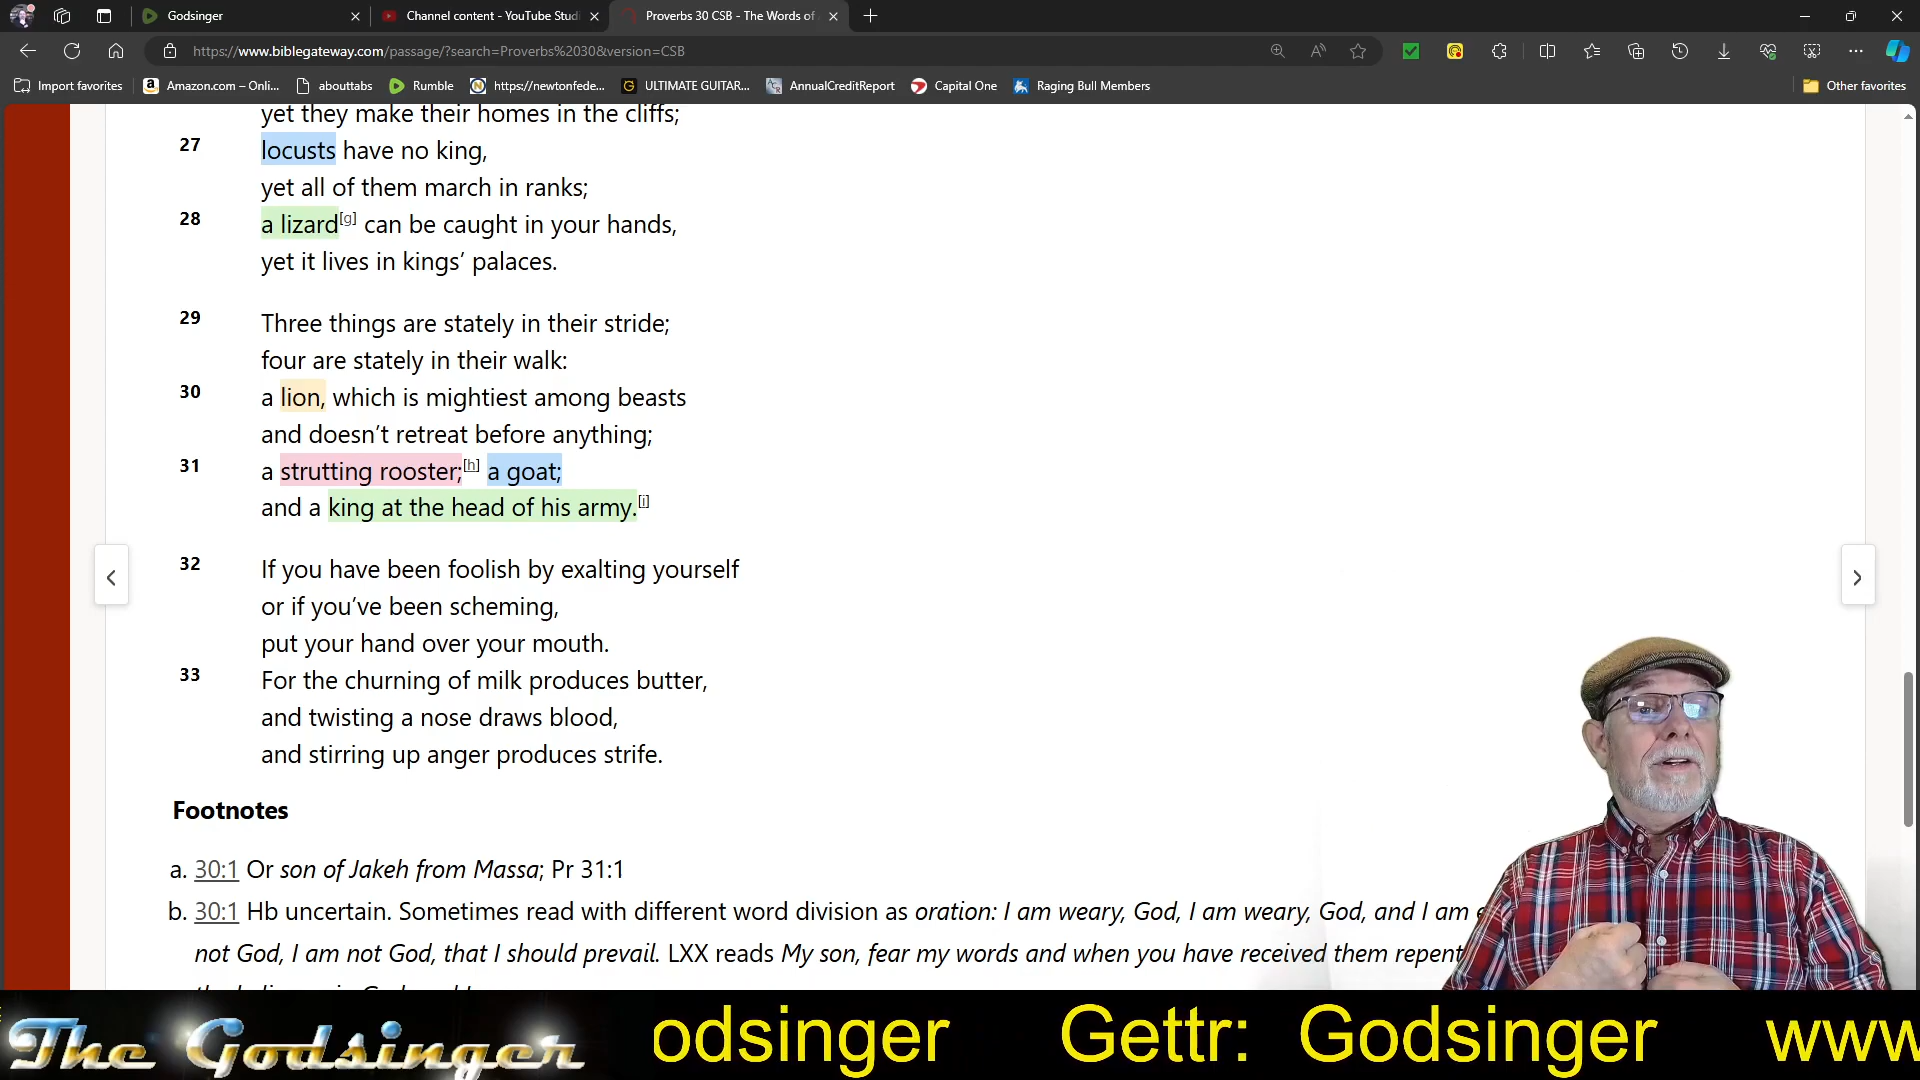 Godsinger
Channel content - YouTube Studi
Proverbs 30 CSB - The Words of
https://www.biblegateway.com/passage/?search=Proverbs%2030&version=CSB
Import favorites
Amazon.com – Onli...
abouttabs
Rumble
https://newtonfede...
ULTIMATE GUITAR...
AnnualCreditReport
Capital One
Raging Bull Members
Other favorites
yet they make their homes in the cliffs;
27 locusts have no king,
yet all of them march in ranks;
28 a lizard[g] can be caught in your hands,
yet it lives in kings’ palaces.
29 Three things are stately in their stride;
four are stately in their walk:
30 a lion, which is mightiest among beasts
and doesn’t retreat before anything;
31 a strutting rooster;[h] a goat;
and a king at the head of his army.[i]
32 If you have been foolish by exalting yourself
or if you’ve been scheming,
put your hand over your mouth.
33 For the churning of milk produces butter,
and twisting a nose draws blood,
and stirring up anger produces strife.
Footnotes
a. 30:1 Or son of Jakeh from Massa; Pr 31:1
b. 30:1 Hb uncertain. Sometimes read with different word division as oration: I am weary, God, I am weary, God, and I am
not God, I am not God, that I should prevail. LXX reads My son, fear my words and when you have received them repent
The Godsinger
odsinger Gettr: Godsinger www